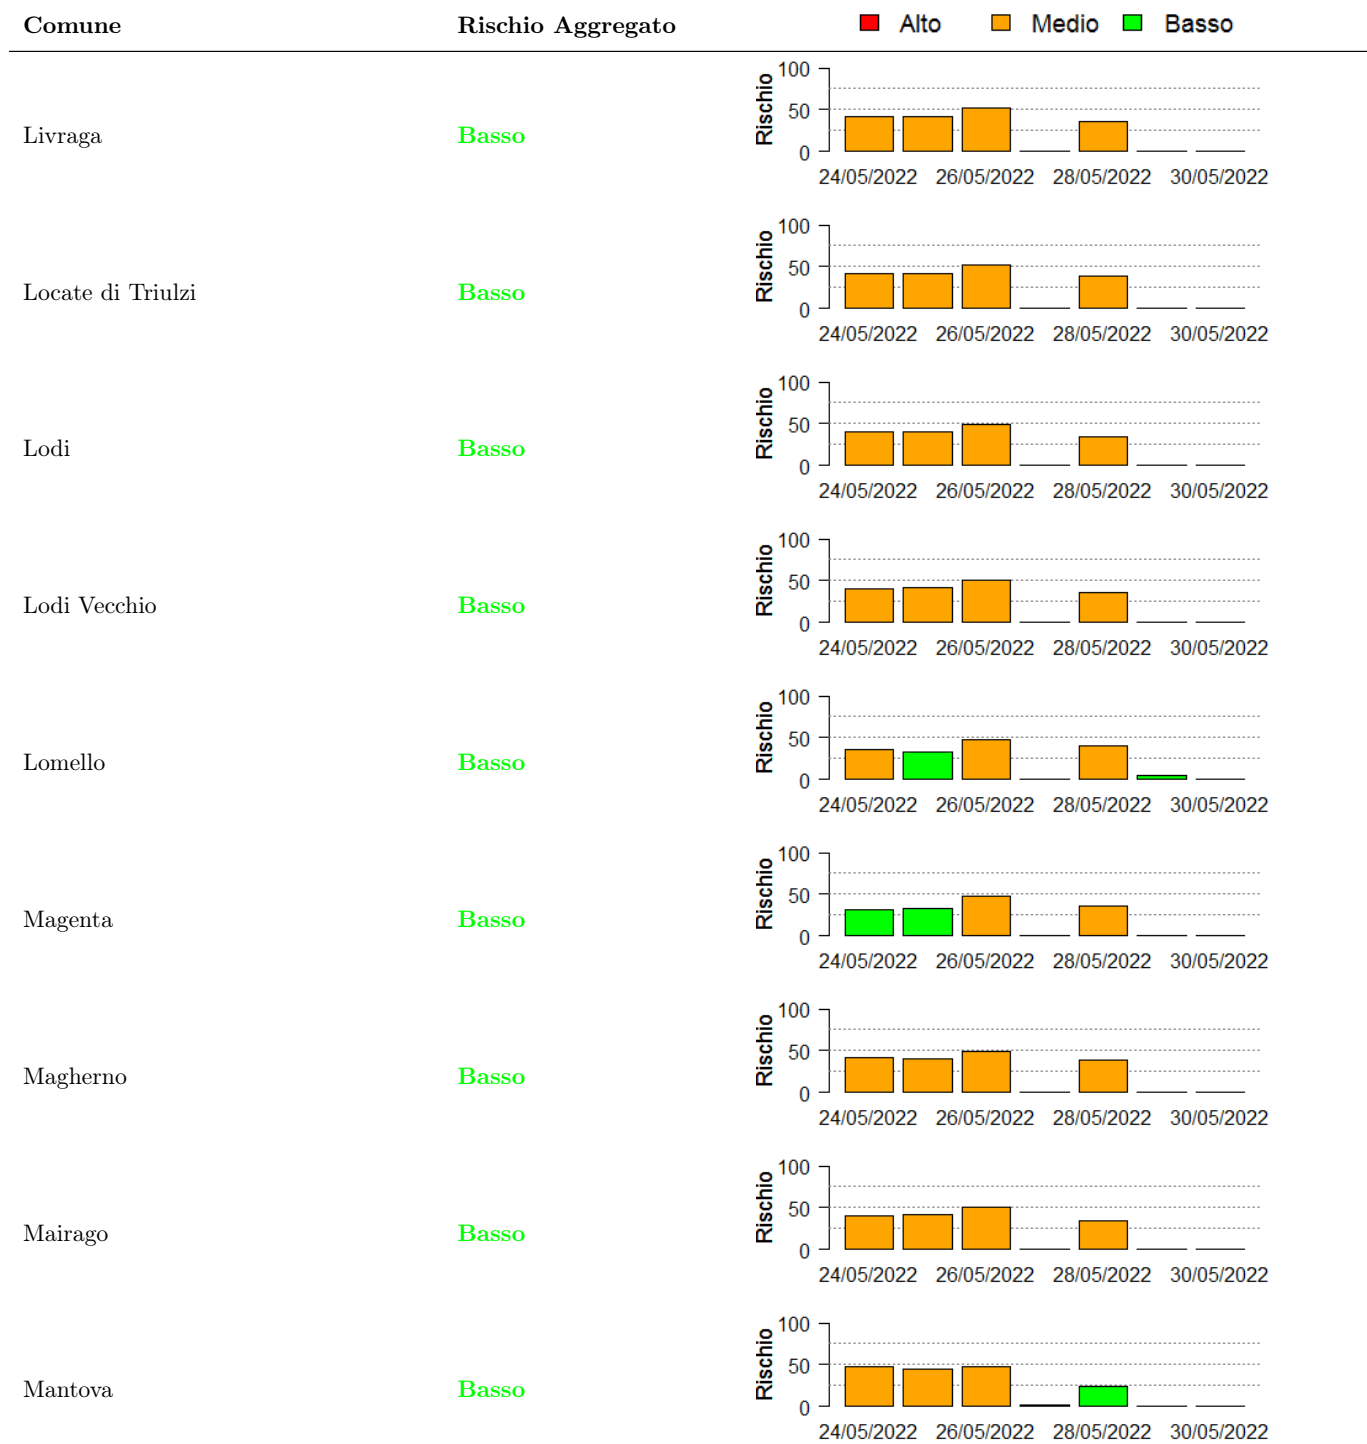 Comune Rischio Aggregato Alto Medio Basso
100
50
0
Rischio
Livraga Basso
24/05/2022 26/05/2022 28/05/2022 30/05/2022
100
50
0
Rischio
Locate di Triulzi Basso
24/05/2022 26/05/2022 28/05/2022 30/05/2022
100
50
0
Rischio
Lodi Basso
24/05/2022 26/05/2022 28/05/2022 30/05/2022
100
50
0
Rischio
Lodi Vecchio Basso
24/05/2022 26/05/2022 28/05/2022 30/05/2022
100
50
0
Rischio
Lomello Basso
24/05/2022 26/05/2022 28/05/2022 30/05/2022
100
50
0
Rischio
Magenta Basso
24/05/2022 26/05/2022 28/05/2022 30/05/2022
100
50
0
Rischio
Magherno Basso
24/05/2022 26/05/2022 28/05/2022 30/05/2022
100
50
0
Rischio
Mairago Basso
24/05/2022 26/05/2022 28/05/2022 30/05/2022
100
50
0
Rischio
Mantova Basso
24/05/2022 26/05/2022 28/05/2022 30/05/2022